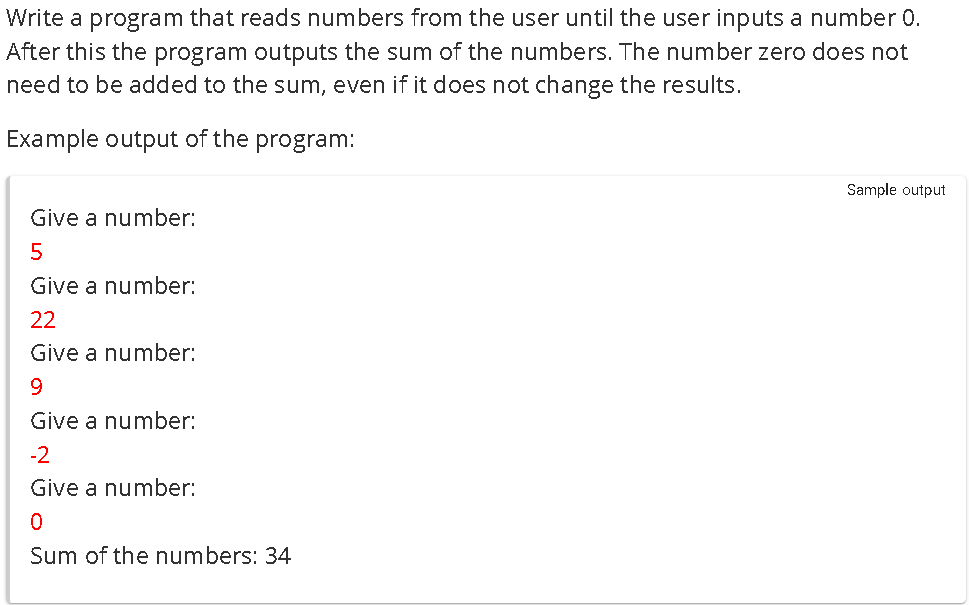 Write a program that reads numbers from the user until the user inputs a number 0.
After this the program outputs the sum of the numbers. The number zero does not
need to be added to the sum, even if it does not change the results.
Example output of the program:
Sample output
Give a number:
5
Give a number:
22
Give a number:
9
Give a number:
-2
Give a number:
0
Sum of the numbers: 34